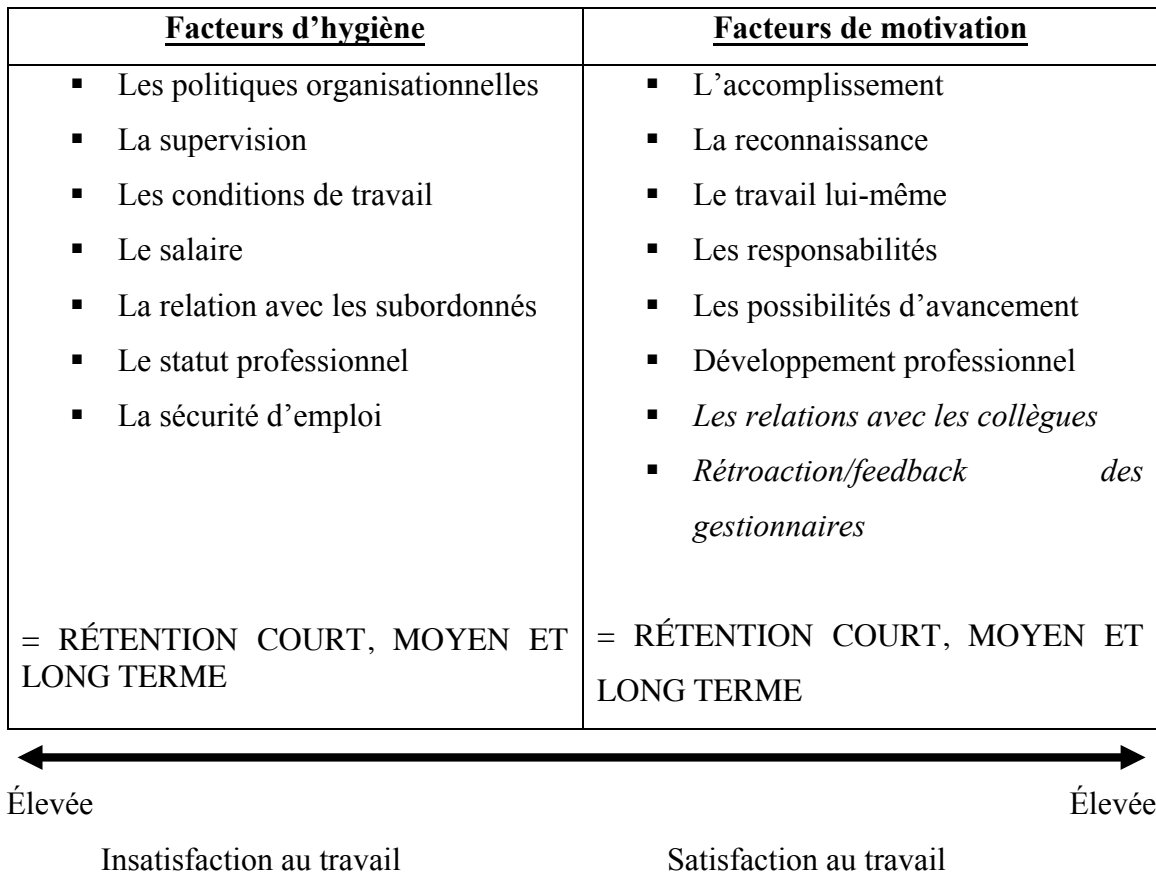 Facteurs d’hygiène
▪ Les politiques organisationnelles
▪ La supervision
▪ Les conditions de travail
▪ Le salaire
▪ La relation avec les subordonnés
▪ Le statut professionnel
▪ La sécurité d’emploi
= RÉTENTION COURT, MOYEN ET
LONG TERME
Facteurs de motivation
▪ L’accomplissement
▪ La reconnaissance
▪ Le travail lui-même
▪ Les responsabilités
▪ Les possibilités d’avancement
▪ Développement professionnel
▪ Les relations avec les collègues
▪ Rétroaction/feedback des
gestionnaires
= RÉTENTION COURT, MOYEN ET
LONG TERME
Élevée Élevée
Insatisfaction au travail Satisfaction au travail